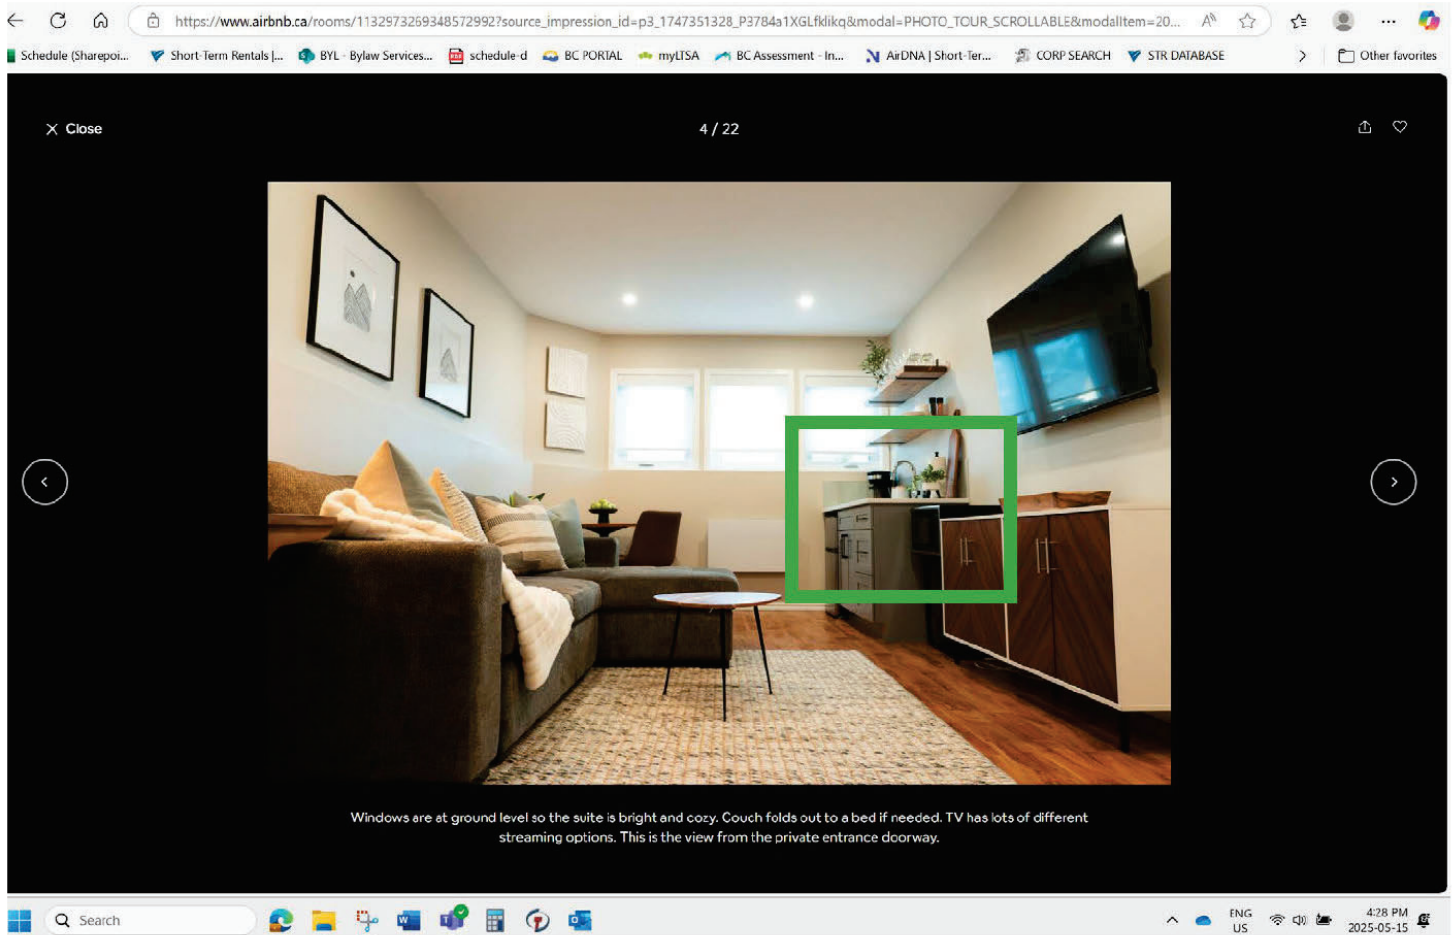 https://www.airbnb.ca/rooms/1132973269348572992?source_impression_id=p3_1747351328_P3784a1XGLfklikq&modal=PHOTO_TOUR_SCROLLABLE&modalItem=20...
Schedule (Sharepoi... Short-Term Rentals |... BYL - Bylaw Services... schedule-d BC PORTAL myLTSA BC Assessment - In... AirDNA | Short-Ter... CORP SEARCH STR DATABASE Other favorites
Close 4 / 22
Windows are at ground level so the suite is bright and cozy. Couch folds out to a bed if needed. TV has lots of different
streaming options. This is the view from the private entrance doorway.
Search ENG 4:28 PM
US 2025-05-15